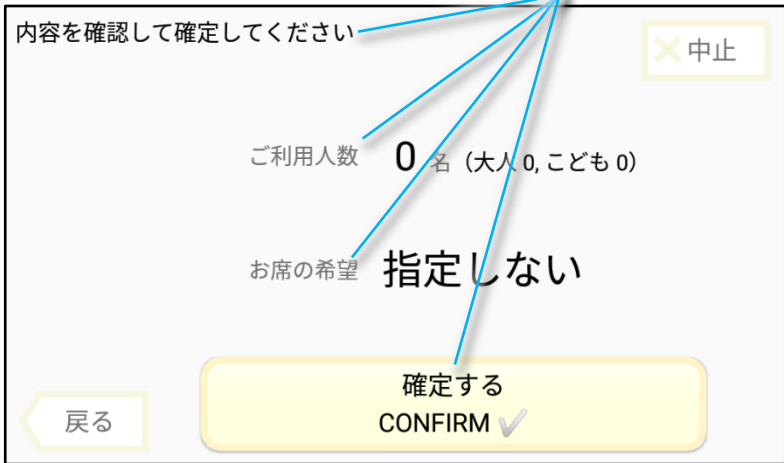 内容を確認して確定してください
中止
ご利用人数 0 名（大人 0, こども 0）
お席の希望 指定しない
確定する
CONFIRM
戻る